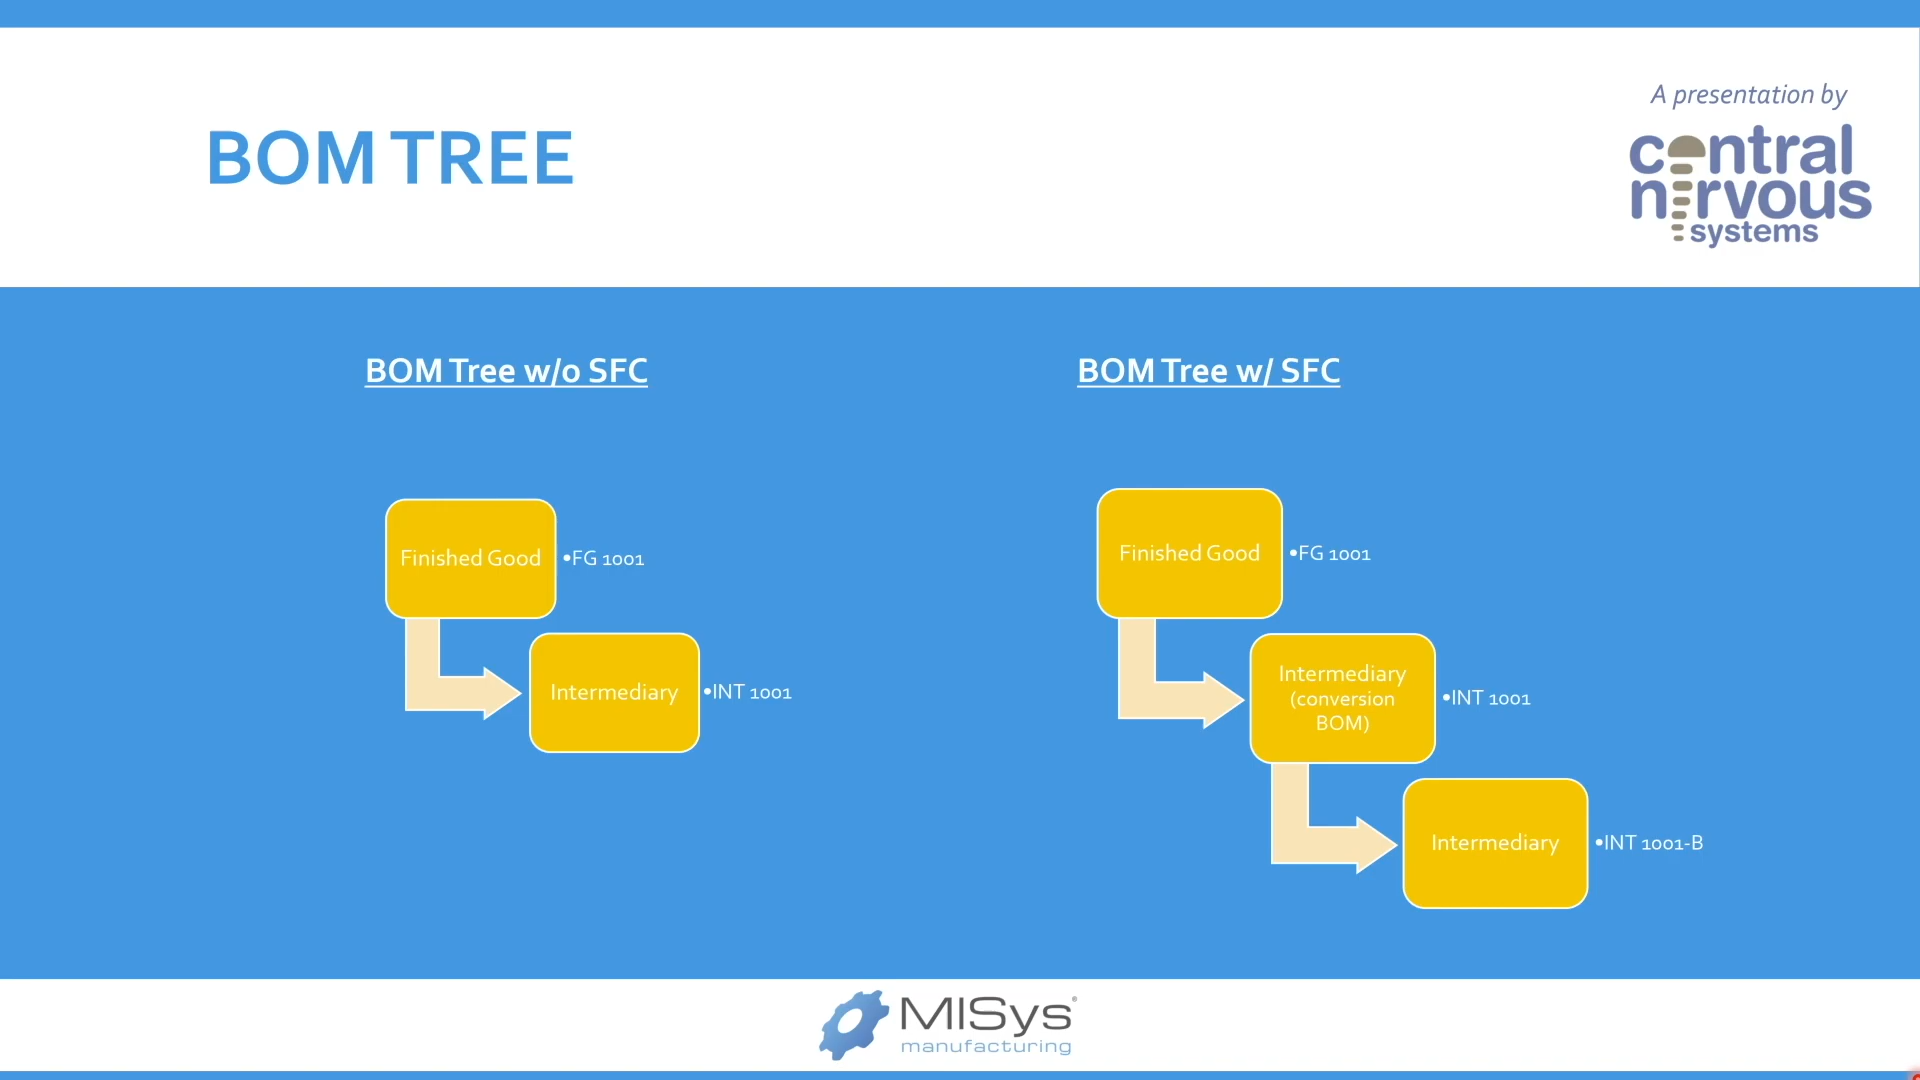 A presentation by
central
nervous
systems
BOM TREE
BOM Tree w/o SFC
Finished Good
•FG 1001
Intermediary
•INT 1001
BOM Tree w/ SFC
Finished Good
•FG 1001
Intermediary
(conversion
BOM)
•INT 1001
Intermediary
•INT 1001-B
MISys®
manufacturing